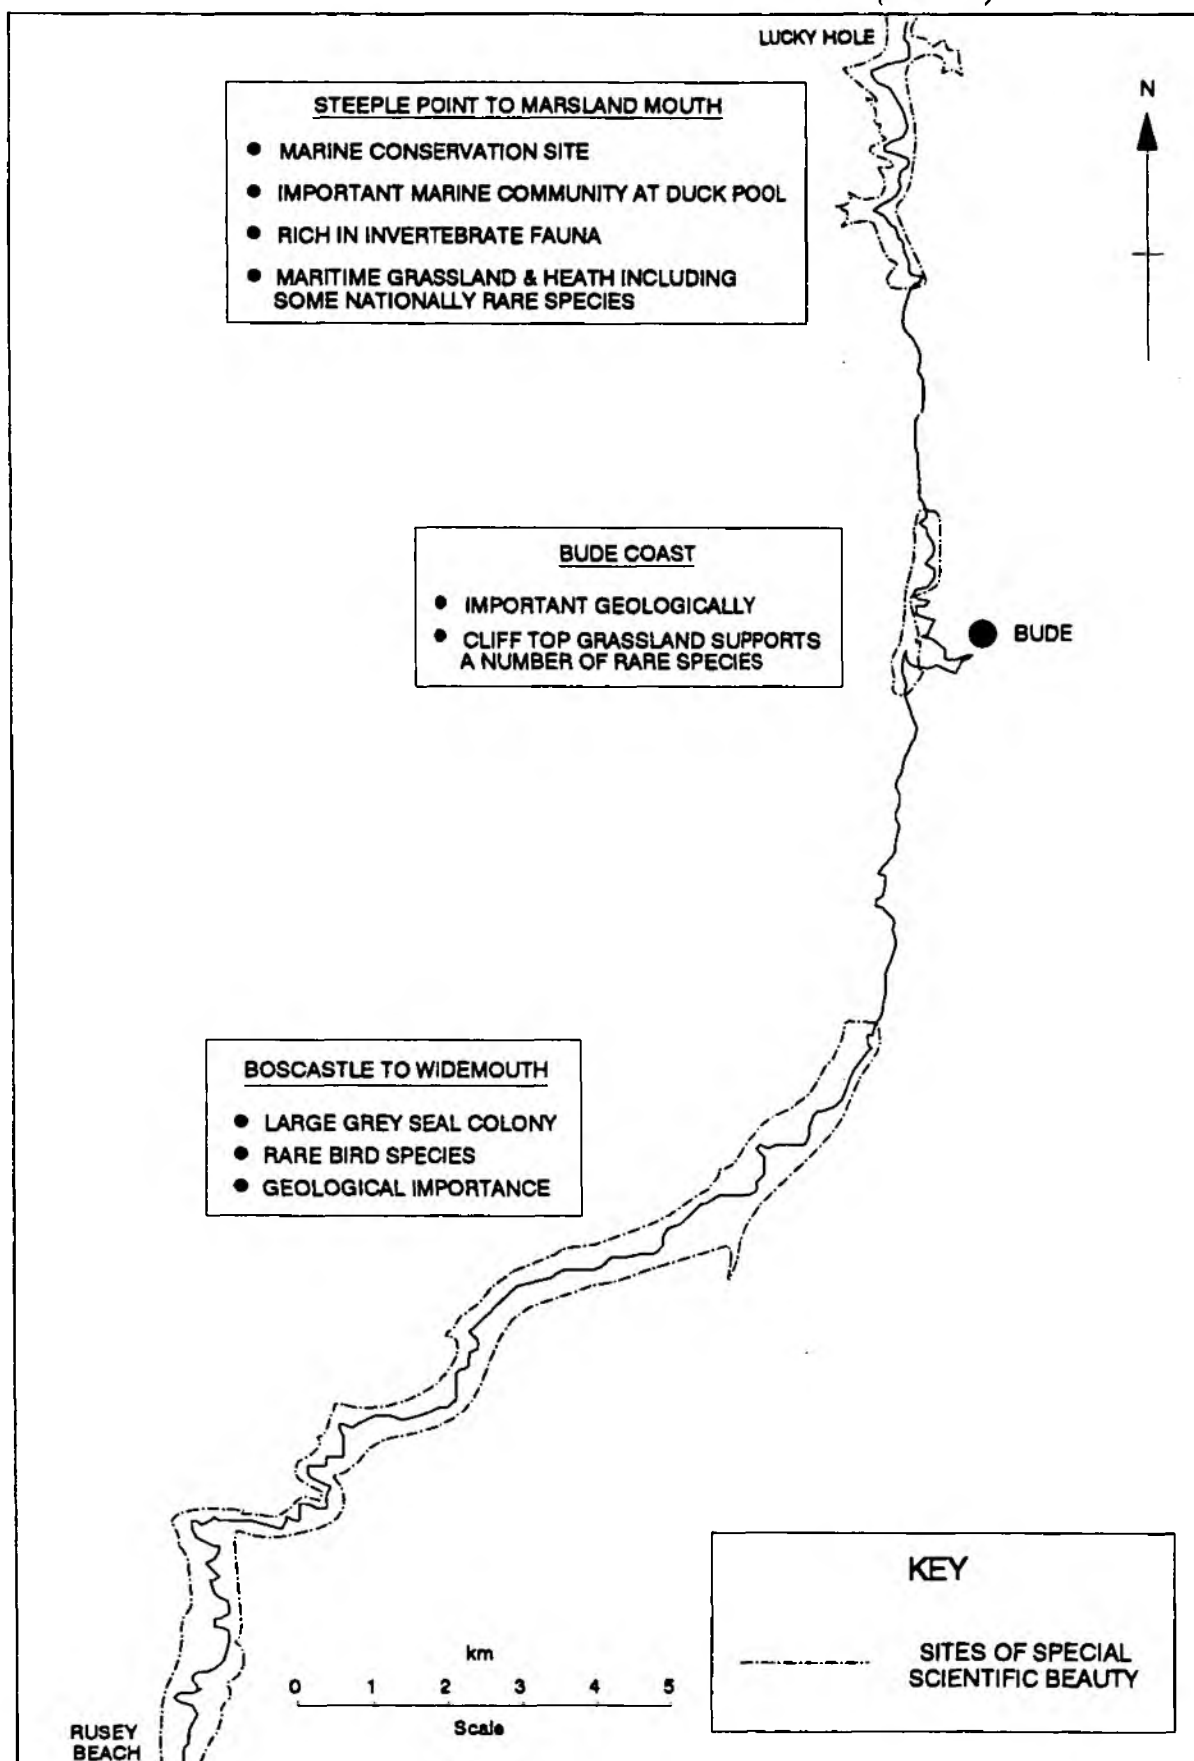 LUCKY HOLE
STEEPLE POINT TO MARSLAND MOUTH
● MARINE CONSERVATION SITE
● IMPORTANT MARINE COMMUNITY AT DUCK POOL
● RICH IN INVERTEBRATE FAUNA
● MARITIME GRASSLAND & HEATH INCLUDING
SOME NATIONALLY RARE SPECIES
N
BUDE COAST
● IMPORTANT GEOLOGICALLY
● CLIFF TOP GRASSLAND SUPPORTS
A NUMBER OF RARE SPECIES
BUDE
BOSCASTLE TO WIDEMOUTH
● LARGE GREY SEAL COLONY
● RARE BIRD SPECIES
● GEOLOGICAL IMPORTANCE
KEY
SITES OF SPECIAL
SCIENTIFIC BEAUTY
km
0 1 2 3 4 5
Scale
RUSEY
BEACH